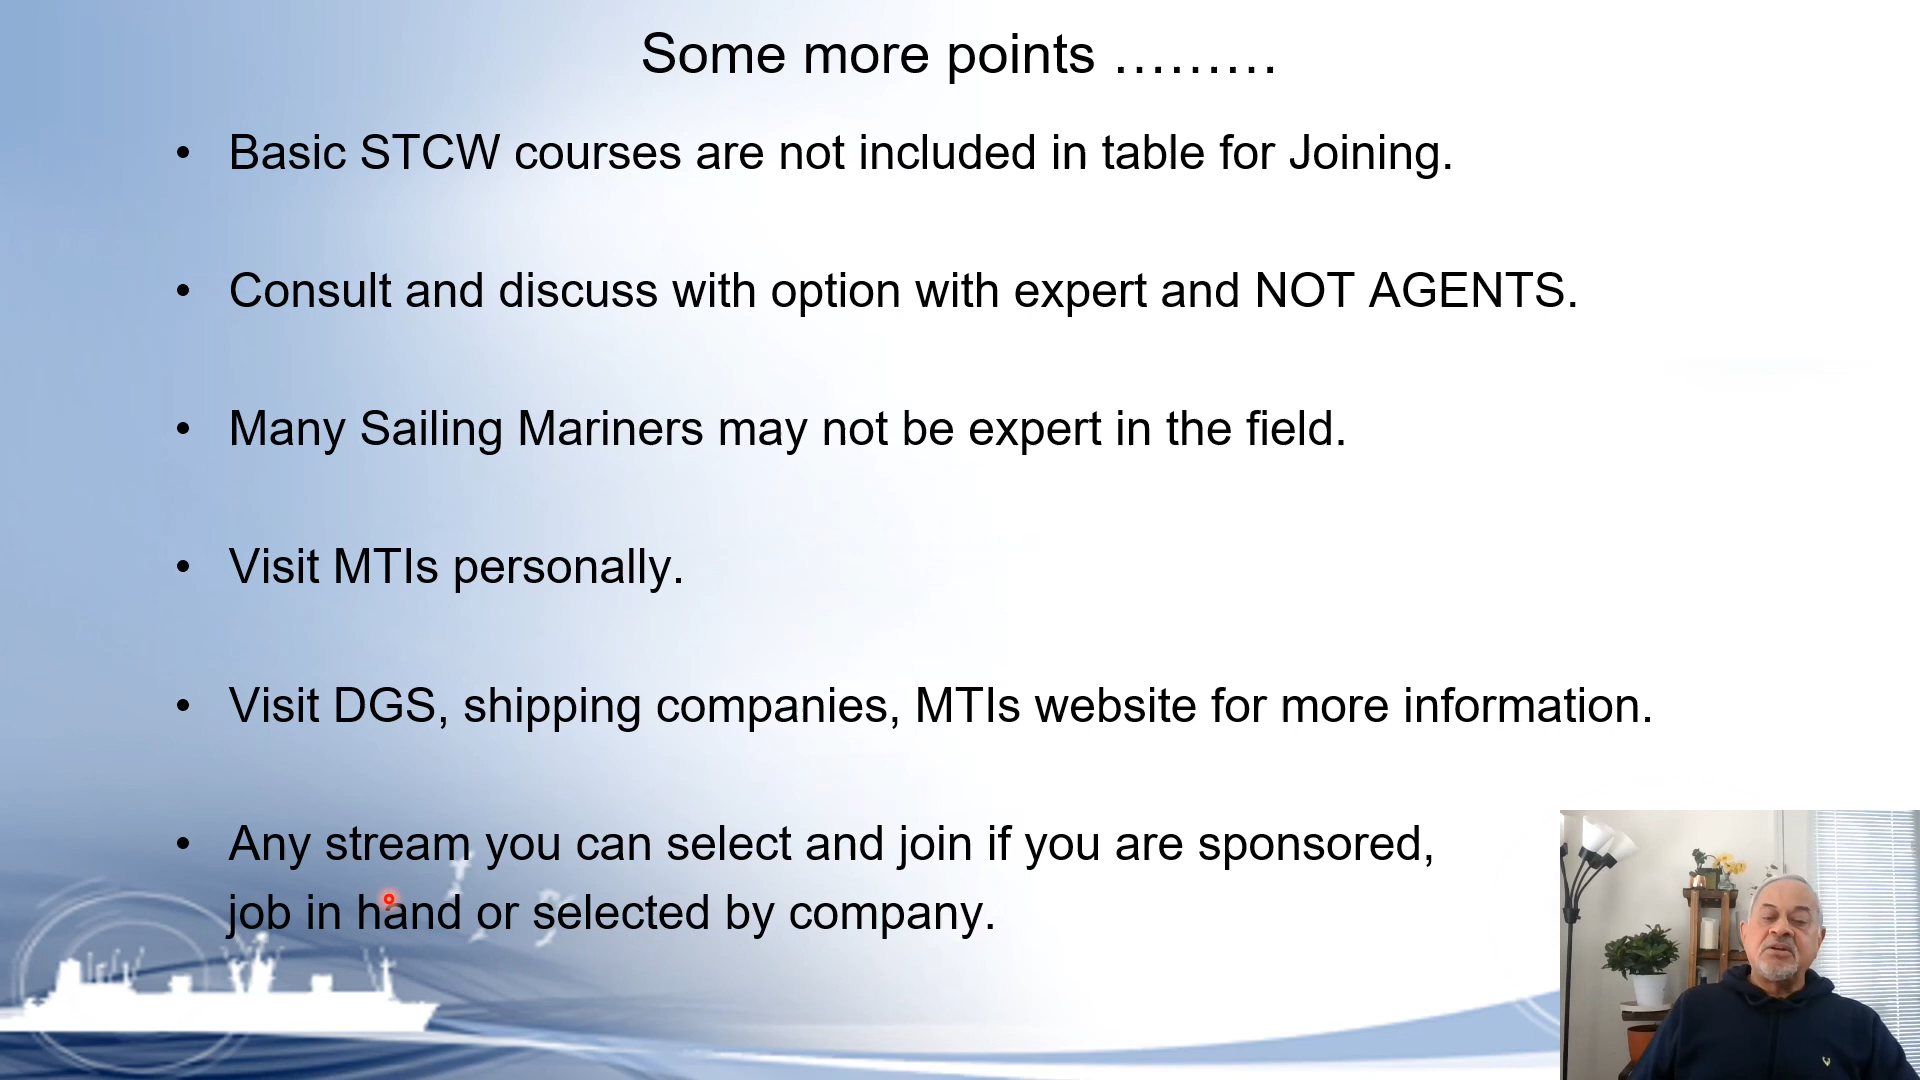 Some more points .........
• Basic STCW courses are not included in table for Joining.
• Consult and discuss with option with expert and NOT AGENTS.
• Many Sailing Mariners may not be expert in the field.
• Visit MTIs personally.
• Visit DGS, shipping companies, MTIs website for more information.
• Any stream you can select and join if you are sponsored,
job in hand or selected by company.